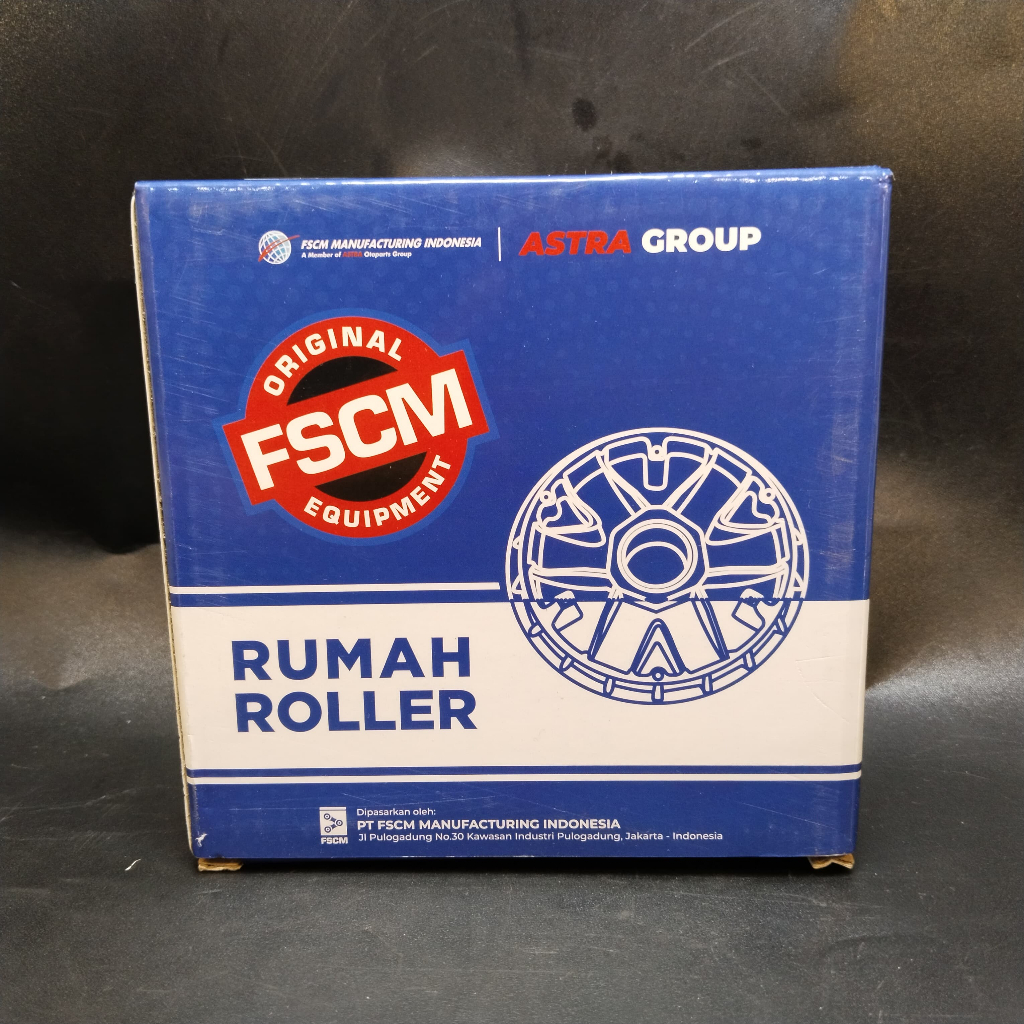 FSCM MANUFACTURING INDONESIA
A Member of ASTRA Otoparts Group
ASTRA GROUP
ORIGINAL
FSCM
EQUIPMENT
RUMAH
ROLLER
FSCM
Dipasarkan oleh:
PT FSCM MANUFACTURING INDONESIA
Jl Pulogadung No.30 Kawasan Industri Pulogadung, Jakarta - Indonesia